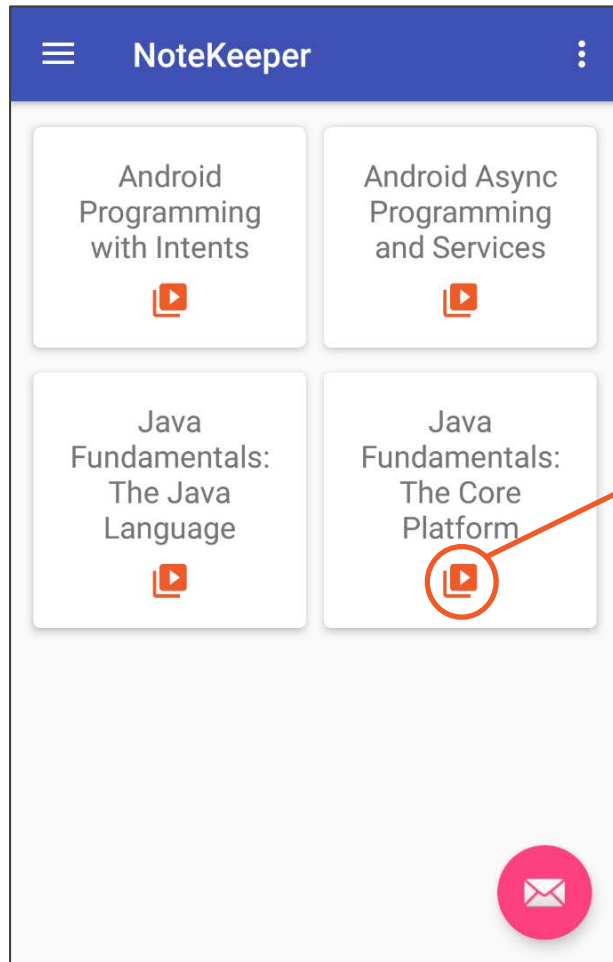 NoteKeeper
Android
Programming
with Intents
Android Async
Programming
and Services
Java
Fundamentals:
The Java
Language
Java
Fundamentals:
The Core
Platform